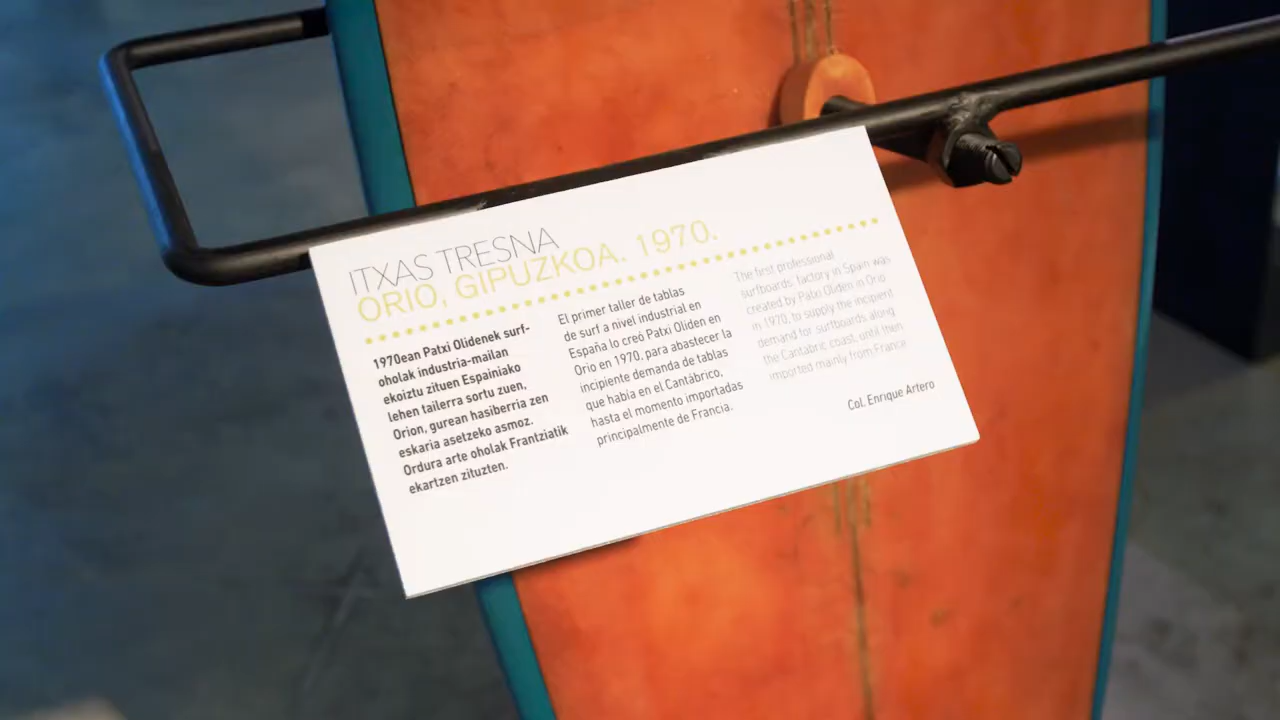 ITXAS TRESNA
ORIO, GIPUZKOA. 1970.
1970ean Patxi Olidenek surf-
oholak industria-mailan
ekoiztu zituen Espainiako
lehen tailerra sortu zuen,
Orion, gurean hasiberria zen
eskaria asetzeko asmoz.
Ordura arte oholak Frantziatik
ekartzen zituzten.
El primer taller de tablas
de surf a nivel industrial en
España lo creó Patxi Oliden en
Orio en 1970, para abastecer la
incipiente demanda de tablas
que había en el Cantábrico,
hasta el momento importadas
principalmente de Francia.
The first professional
surfboards, factory in Spain was
created by Patxi Oliden in Orio
in 1970, to supply the incipient
demand for surfboards along
the Cantabric coast, until then
imported mainly from France
Col. Enrique Artero